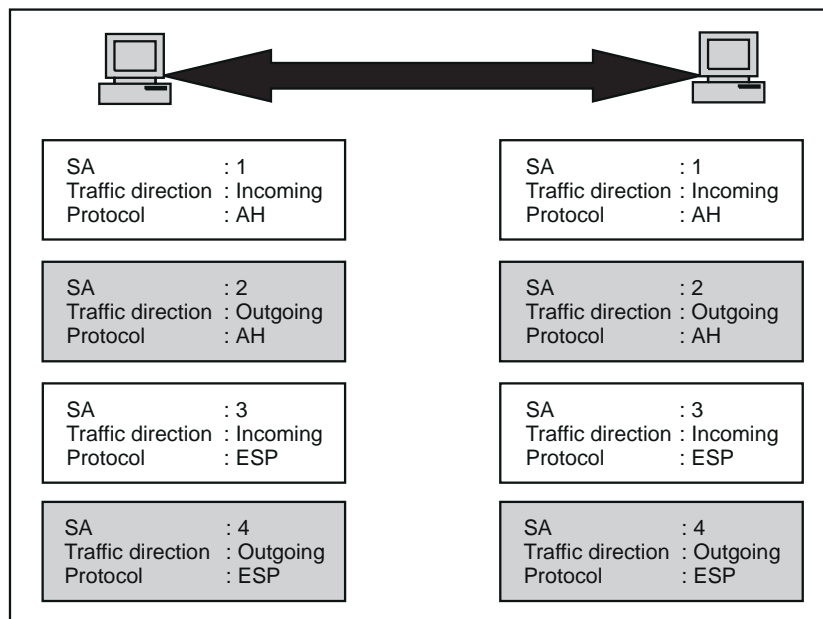 SA : 1
Traffic direction : Incoming
Protocol : AH
SA : 1
Traffic direction : Incoming
Protocol : AH
SA : 2
Traffic direction : Outgoing
Protocol : AH
SA : 2
Traffic direction : Outgoing
Protocol : AH
SA : 3
Traffic direction : Incoming
Protocol : ESP
SA : 3
Traffic direction : Incoming
Protocol : ESP
SA : 4
Traffic direction : Outgoing
Protocol : ESP
SA : 4
Traffic direction : Outgoing
Protocol : ESP